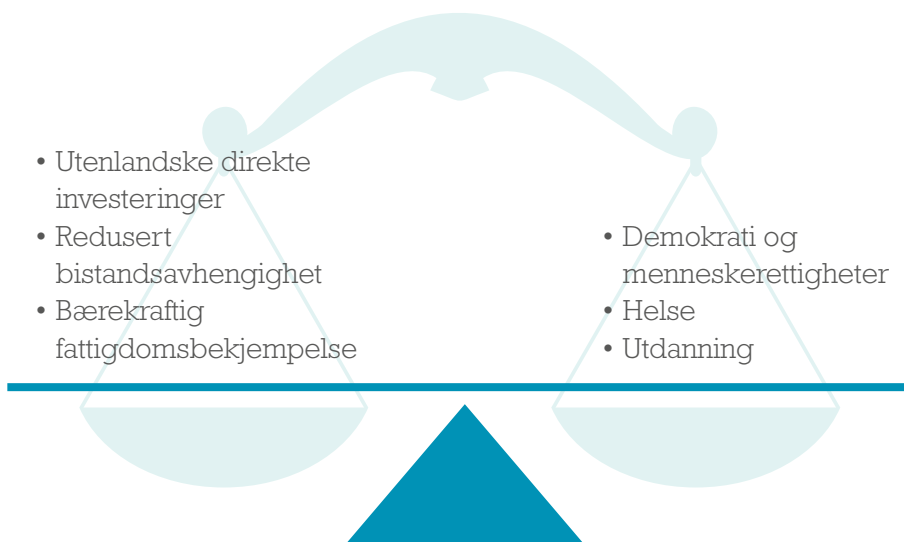 • Utenlandske direkte
investeringer
• Redusert
bistandsavhengighet
• Bærekraftig
fattigdomsbekjempelse
• Demokrati og
menneskerettigheter
• Helse
• Utdanning